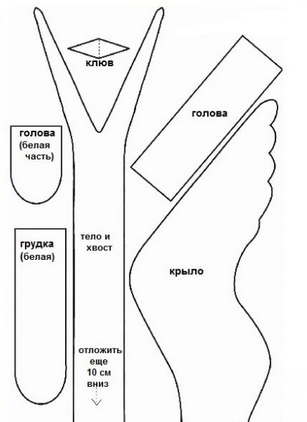 клюв
голова
голова
(белая
часть)
грудка
(белая)
тело и
хвост
крыло
отложить
еще
10 см
вниз